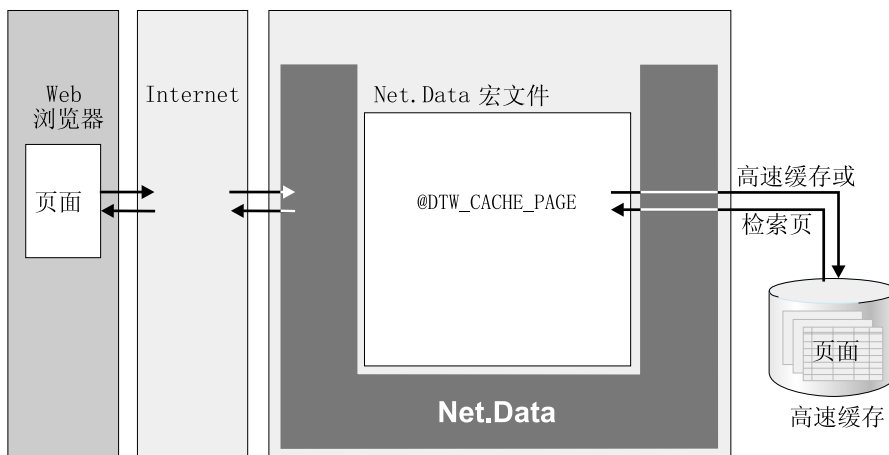 Web
浏览器
页面
Internet
Net.Data 宏文件
@DTW_CACHE_PAGE
Net.Data
高速缓存或
检索页
页面
高速缓存